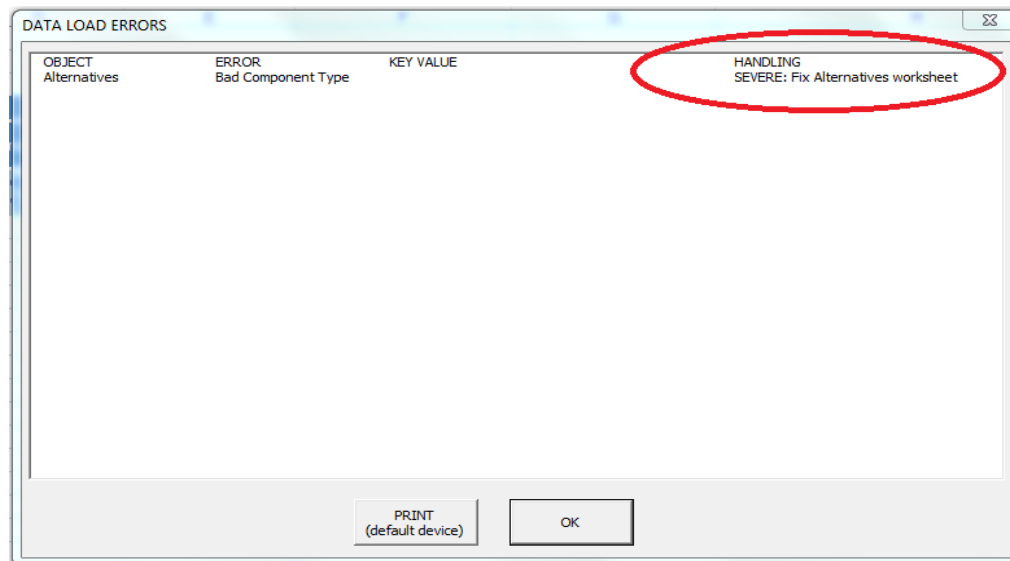 DATA LOAD ERRORS
OBJECT ERROR KEY VALUE HANDLING
Alternatives Bad Component Type SEVERE: Fix Alternatives worksheet
PRINT
(default device)
OK